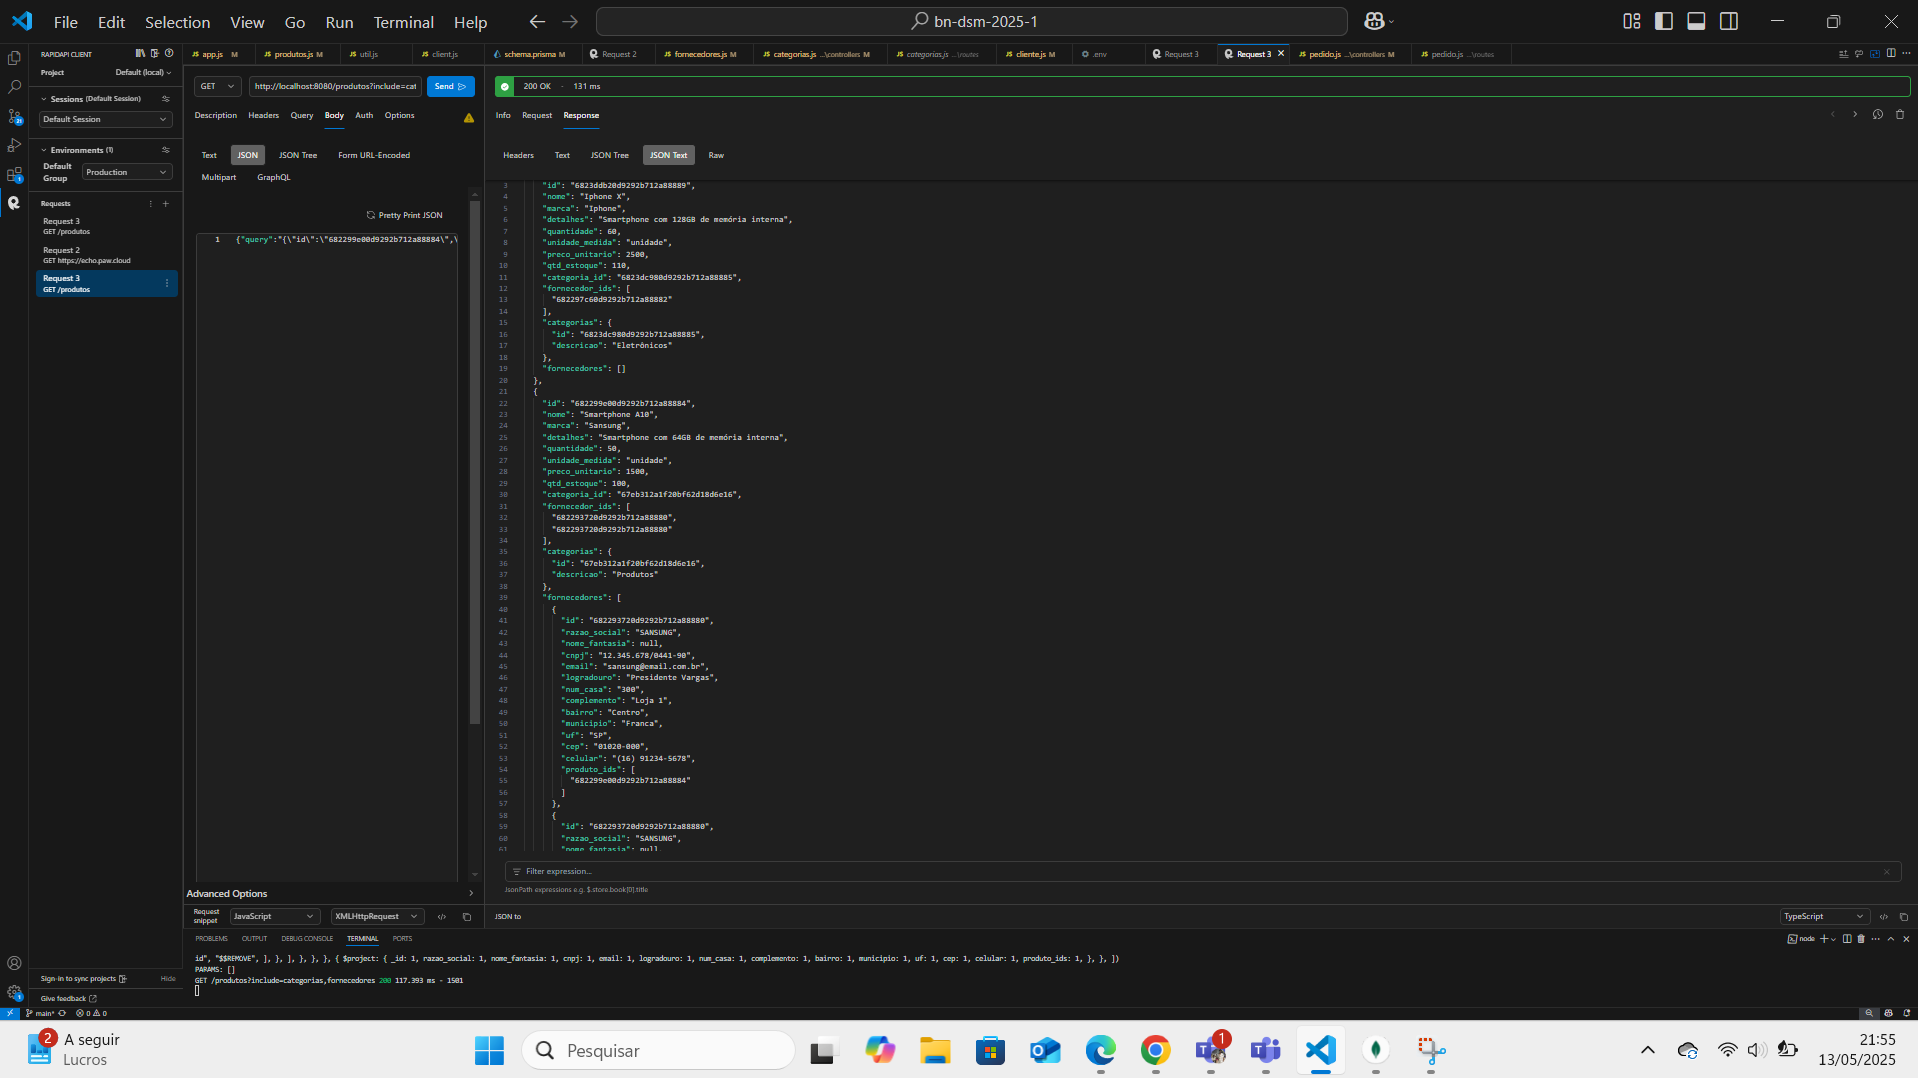 File Edit Selection View Go Run Terminal Help
bn-dsm-2025-1
RAPIDAPI CLIENT
app.js M
produtos.js M
util.js
client.js
schema.prisma M
Request 2
fornecedores.js M
categorias.js ...\controllers M
categorias.js ...\routes
cliente.js M
.env
Request 3
Request 3
pedido.js ...\controllers M
pedido.js ...\routes
Project Default (local)
Sessions (Default Session)
Default Session
Environments (1)
Default Group Production
Requests
Request 3
GET /produtos
Request 2
GET https://echo.paw.cloud
Request 3
GET /produtos
GET http://localhost:8080/produtos?include=cat Send
Description Headers Query Body Auth Options
Text JSON JSON Tree Form URL-Encoded
Multipart GraphQL
Pretty Print JSON
1 {"query":"{\"id\":\"682299e00d9292b712a88884\",\
200 OK · 131 ms
Info Request Response
Headers Text JSON Tree JSON Text Raw
3 "id": "6823ddb20d9292b712a88889",
4 "nome": "Iphone X",
5 "marca": "Iphone",
6 "detalhes": "Smartphone com 128GB de memória interna",
7 "quantidade": 60,
8 "unidade_medida": "unidade",
9 "preco_unitario": 2500,
10 "qtd_estoque": 110,
11 "categoria_id": "6823dc980d9292b712a88885",
12 "fornecedor_ids": [
13 "682297c60d9292b712a88882"
14 ],
15 "categorias": {
16 "id": "6823dc980d9292b712a88885",
17 "descricao": "Eletrônicos"
18 },
19 "fornecedores": []
20 },
21 {
22 "id": "682299e00d9292b712a88884",
23 "nome": "Smartphone A10",
24 "marca": "Sansung",
25 "detalhes": "Smartphone com 64GB de memória interna",
26 "quantidade": 50,
27 "unidade_medida": "unidade",
28 "preco_unitario": 1500,
29 "qtd_estoque": 100,
30 "categoria_id": "67eb312a1f20bf62d18d6e16",
31 "fornecedor_ids": [
32 "682293720d9292b712a88880",
33 "682293720d9292b712a88880"
34 ],
35 "categorias": {
36 "id": "67eb312a1f20bf62d18d6e16",
37 "descricao": "Produtos"
38 },
39 "fornecedores": [
40 {
41 "id": "682293720d9292b712a88880",
42 "razao_social": "SANSUNG",
43 "nome_fantasia": null,
44 "cnpj": "12.345.678/0441-90",
45 "email": "sansung@email.com.br",
46 "logradouro": "Presidente Vargas",
47 "num_casa": "300",
48 "complemento": "Loja 1",
49 "bairro": "Centro",
50 "municipio": "Franca",
51 "uf": "SP",
52 "cep": "01020-000",
53 "celular": "(16) 91234-5678",
54 "produto_ids": [
55 "682299e00d9292b712a88884"
56 ]
57 },
58 {
59 "id": "682293720d9292b712a88880",
60 "razao_social": "SANSUNG",
61 "nome_fantasia": null,
Filter expression...
JsonPath expressions e.g. $.store.book[0].title
Advanced Options
Request snippet JavaScript XMLHttpRequest
JSON to TypeScript
PROBLEMS OUTPUT DEBUG CONSOLE TERMINAL PORTS
node
id", "$$REMOVE", ], }, ], }, }, }, { $project: { _id: 1, razao_social: 1, nome_fantasia: 1, cnpj: 1, email: 1, logradouro: 1, num_casa: 1, complemento: 1, bairro: 1, municipio: 1, uf: 1, cep: 1, celular: 1, produto_ids: 1, }, }, ])
PARAMS: []
GET /produtos?include=categorias,fornecedores 200 117.393 ms - 1501
Sign-in to sync projects Hide
Give feedback
main* 0 0
2
A seguir
Lucros
Pesquisar
1
21:55
13/05/2025